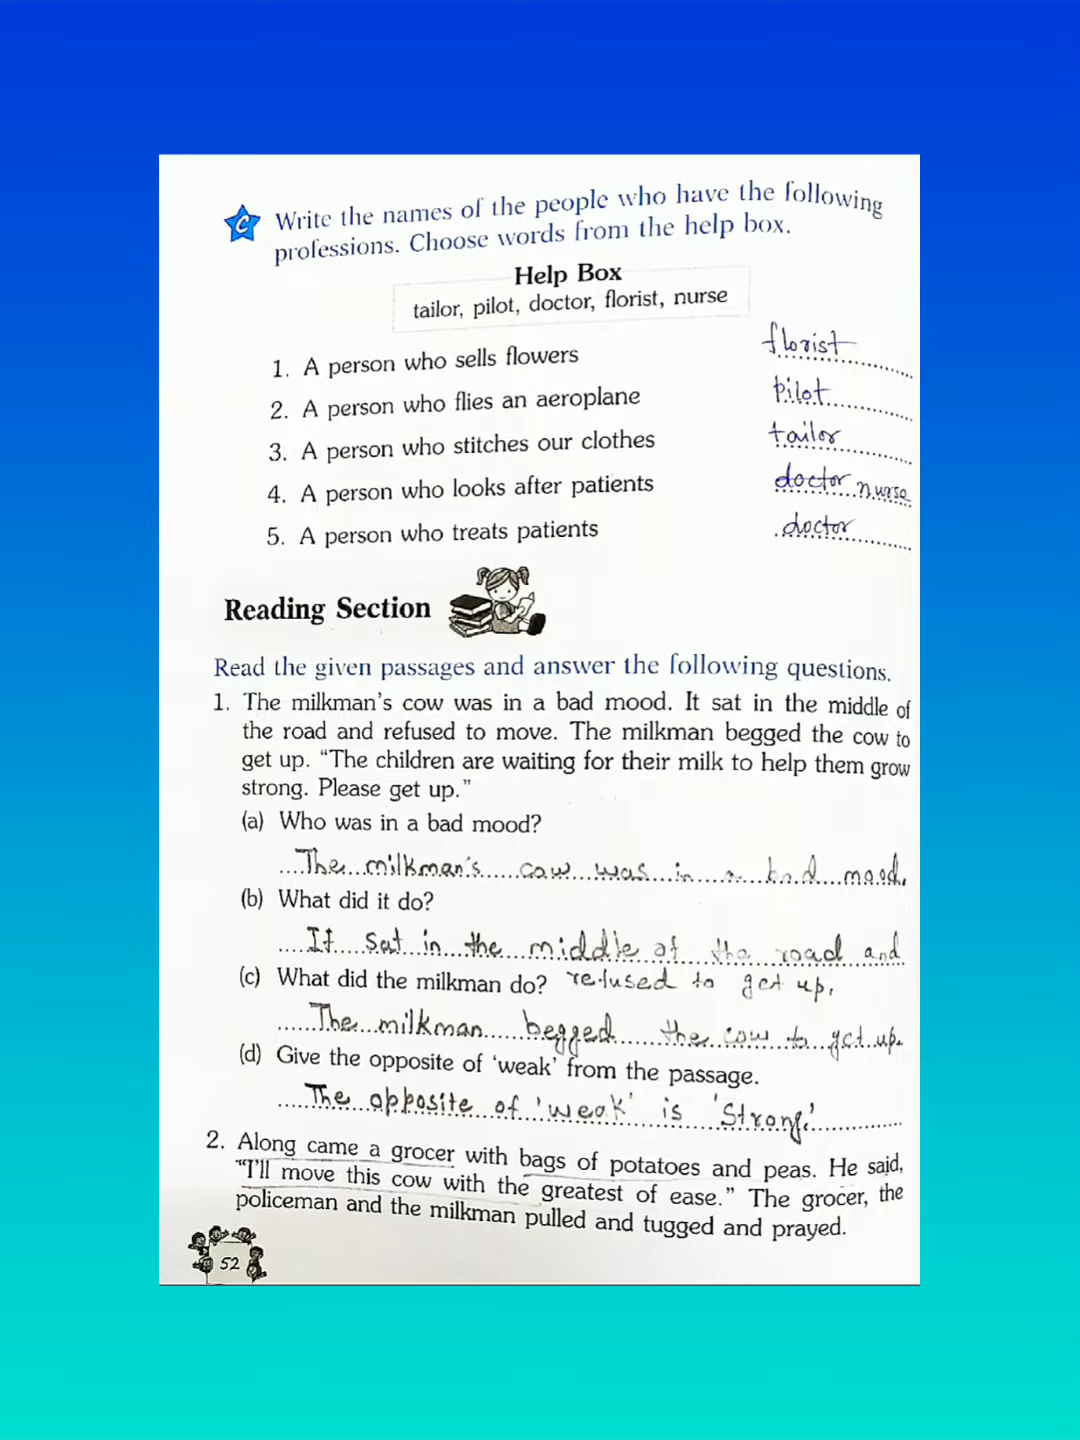 C Write the names of the people who have the following
professions. Choose words from the help box.
Help Box
tailor, pilot, doctor, florist, nurse
1. A person who sells flowers florist
2. A person who flies an aeroplane pilot
3. A person who stitches our clothes tailor
4. A person who looks after patients doctor nurse
5. A person who treats patients doctor
Reading Section
Read the given passages and answer the following questions.
1. The milkman's cow was in a bad mood. It sat in the middle of
the road and refused to move. The milkman begged the cow to
get up. "The children are waiting for their milk to help them grow
strong. Please get up."
(a) Who was in a bad mood?
The milkman's cow was in a bad mood.
(b) What did it do?
It sat in the middle of the road and
(c) What did the milkman do? refused to get up.
The milkman begged the cow to get up.
(d) Give the opposite of 'weak' from the passage.
The opposite of 'weak' is 'Strong.'
2. Along came a grocer with bags of potatoes and peas. He said,
"I'll move this cow with the greatest of ease." The grocer, the
policeman and the milkman pulled and tugged and prayed.
52